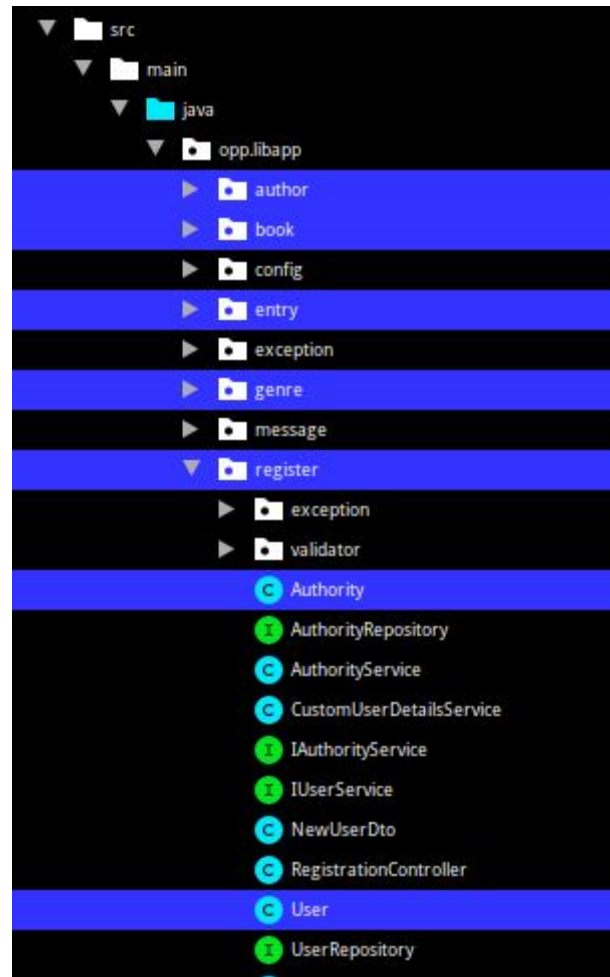 src
main
java
opp.libapp
author
book
config
entry
exception
genre
message
register
exception
validator
C Authority
I AuthorityRepository
C AuthorityService
C CustomUserDetailsService
I IAuthorityService
I IUserService
C NewUserDto
C RegistrationController
C User
I UserRepository